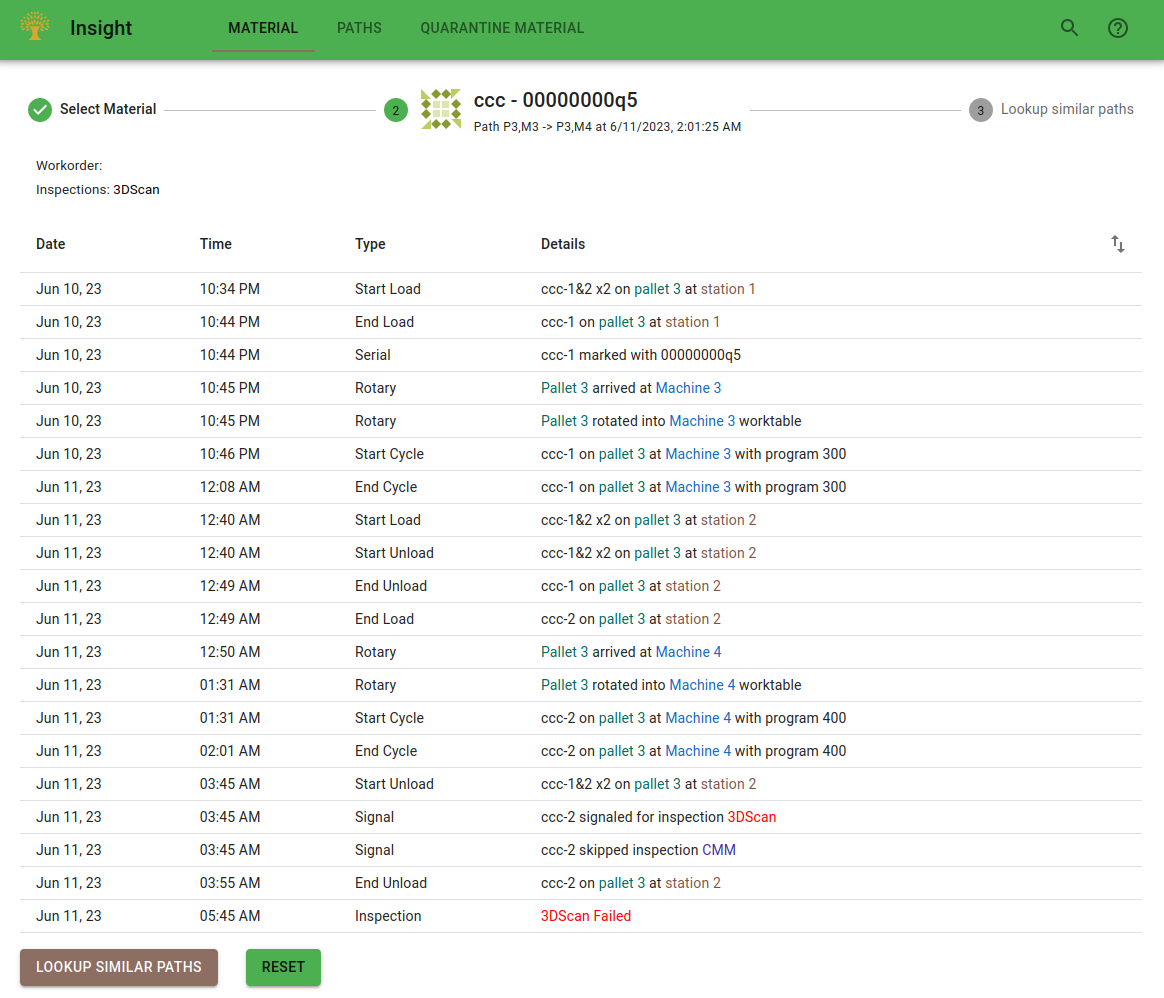 Insight MATERIAL PATHS QUARANTINE MATERIAL
Select Material 2 ccc - 00000000q5 3 Lookup similar paths
Path P3,M3 -> P3,M4 at 6/11/2023, 2:01:25 AM
Workorder:
Inspections: 3DScan
Date Time Type Details
Jun 10, 23 10:34 PM Start Load ccc-1&2 x2 on pallet 3 at station 1
Jun 10, 23 10:44 PM End Load ccc-1 on pallet 3 at station 1
Jun 10, 23 10:44 PM Serial ccc-1 marked with 00000000q5
Jun 10, 23 10:45 PM Rotary Pallet 3 arrived at Machine 3
Jun 10, 23 10:45 PM Rotary Pallet 3 rotated into Machine 3 worktable
Jun 10, 23 10:46 PM Start Cycle ccc-1 on pallet 3 at Machine 3 with program 300
Jun 11, 23 12:08 AM End Cycle ccc-1 on pallet 3 at Machine 3 with program 300
Jun 11, 23 12:40 AM Start Load ccc-1&2 x2 on pallet 3 at station 2
Jun 11, 23 12:40 AM Start Unload ccc-1&2 x2 on pallet 3 at station 2
Jun 11, 23 12:49 AM End Unload ccc-1 on pallet 3 at station 2
Jun 11, 23 12:49 AM End Load ccc-2 on pallet 3 at station 2
Jun 11, 23 12:50 AM Rotary Pallet 3 arrived at Machine 4
Jun 11, 23 01:31 AM Rotary Pallet 3 rotated into Machine 4 worktable
Jun 11, 23 01:31 AM Start Cycle ccc-2 on pallet 3 at Machine 4 with program 400
Jun 11, 23 02:01 AM End Cycle ccc-2 on pallet 3 at Machine 4 with program 400
Jun 11, 23 03:45 AM Start Unload ccc-1&2 x2 on pallet 3 at station 2
Jun 11, 23 03:45 AM Signal ccc-2 signaled for inspection 3DScan
Jun 11, 23 03:45 AM Signal ccc-2 skipped inspection CMM
Jun 11, 23 03:55 AM End Unload ccc-2 on pallet 3 at station 2
Jun 11, 23 05:45 AM Inspection 3DScan Failed
LOOKUP SIMILAR PATHS RESET